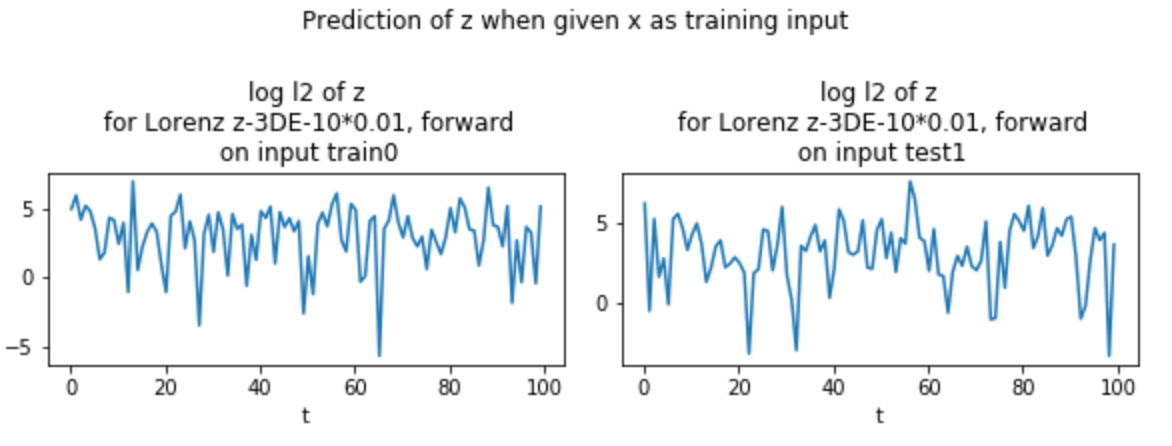 Prediction of z when given x as training input
log l2 of z
for Lorenz z-3DE-10*0.01, forward
on input train0
5
0
−5
0 20 40 60 80 100
t
log l2 of z
for Lorenz z-3DE-10*0.01, forward
on input test1
5
0
0 20 40 60 80 100
t